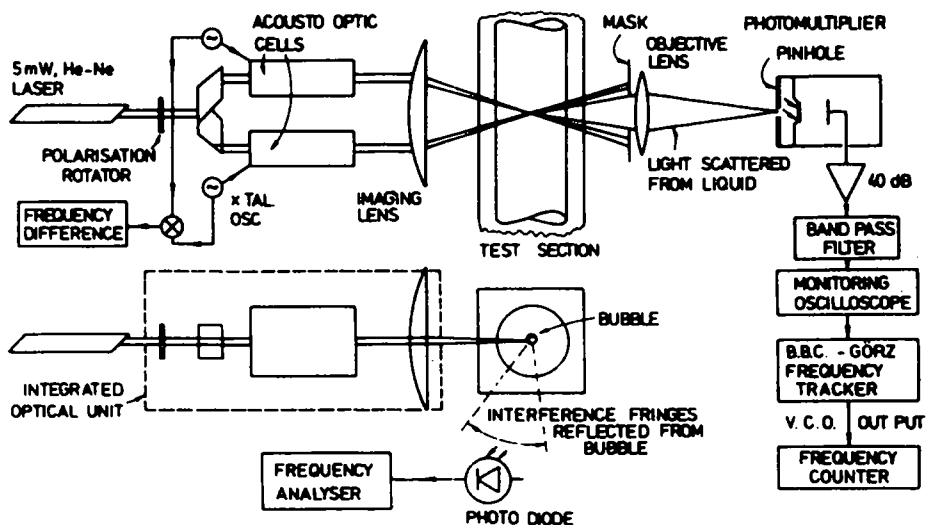 ACOUSTO OPTIC
CELLS
5mW, He-Ne
LASER
POLARISATION
ROTATOR
X TAL.
OSC
IMAGING
LENS
FREQUENCY
DIFFERENCE
TEST SECTION
MASK
OBJECTIVE
LENS
PHOTOMULTIPLIER
PINHOLE
LIGHT SCATTERED
FROM LIQUID
40 dB
BAND PASS
FILTER
MONITORING
OSCILLOSCOPE
B.B.C. - GÖRZ
FREQUENCY
TRACKER
V. C. O. OUT PUT
FREQUENCY
COUNTER
BUBBLE
INTEGRATED
OPTICAL UNIT
INTERFERENCE FRINGES
REFLECTED FROM
BUBBLE
FREQUENCY
ANALYSER
PHOTO DIODE